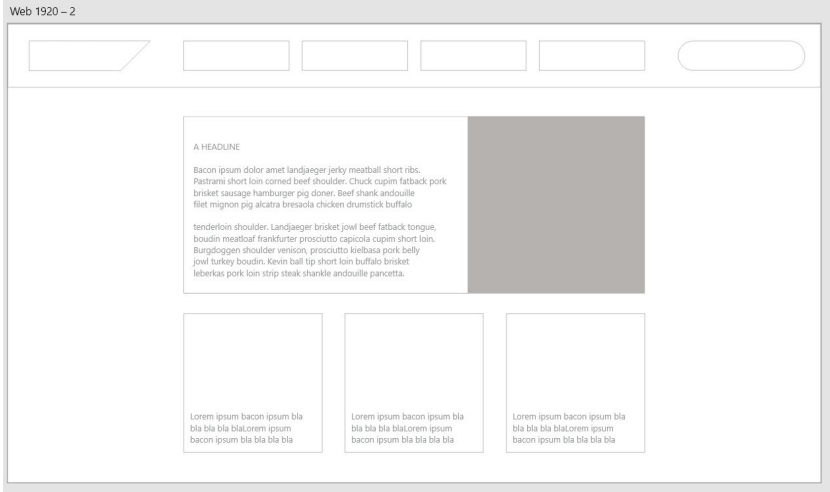 Web 1920 – 2
A HEADLINE
Bacon ipsum dolor amet landjaeger jerky meatball short ribs.
Pastrami short loin corned beef shoulder. Chuck cupim fatback pork
brisket sausage hamburger pig doner. Beef shank andouille
filet mignon pig alcatra bresaola chicken drumstick buffalo
tenderloin shoulder. Landjaeger brisket jowl beef fatback tongue,
boudin meatloaf frankfurter prosciutto capicola cupim short loin.
Burgdoggen shoulder venison, prosciutto kielbasa pork belly
jowl turkey boudin. Kevin ball tip short loin buffalo brisket
leberkas pork loin strip steak shankle andouille pancetta.
Lorem ipsum bacon ipsum bla
bla bla bla blaLorem ipsum
bacon ipsum bla bla bla bla
Lorem ipsum bacon ipsum bla
bla bla bla blaLorem ipsum
bacon ipsum bla bla bla bla
Lorem ipsum bacon ipsum bla
bla bla bla blaLorem ipsum
bacon ipsum bla bla bla bla